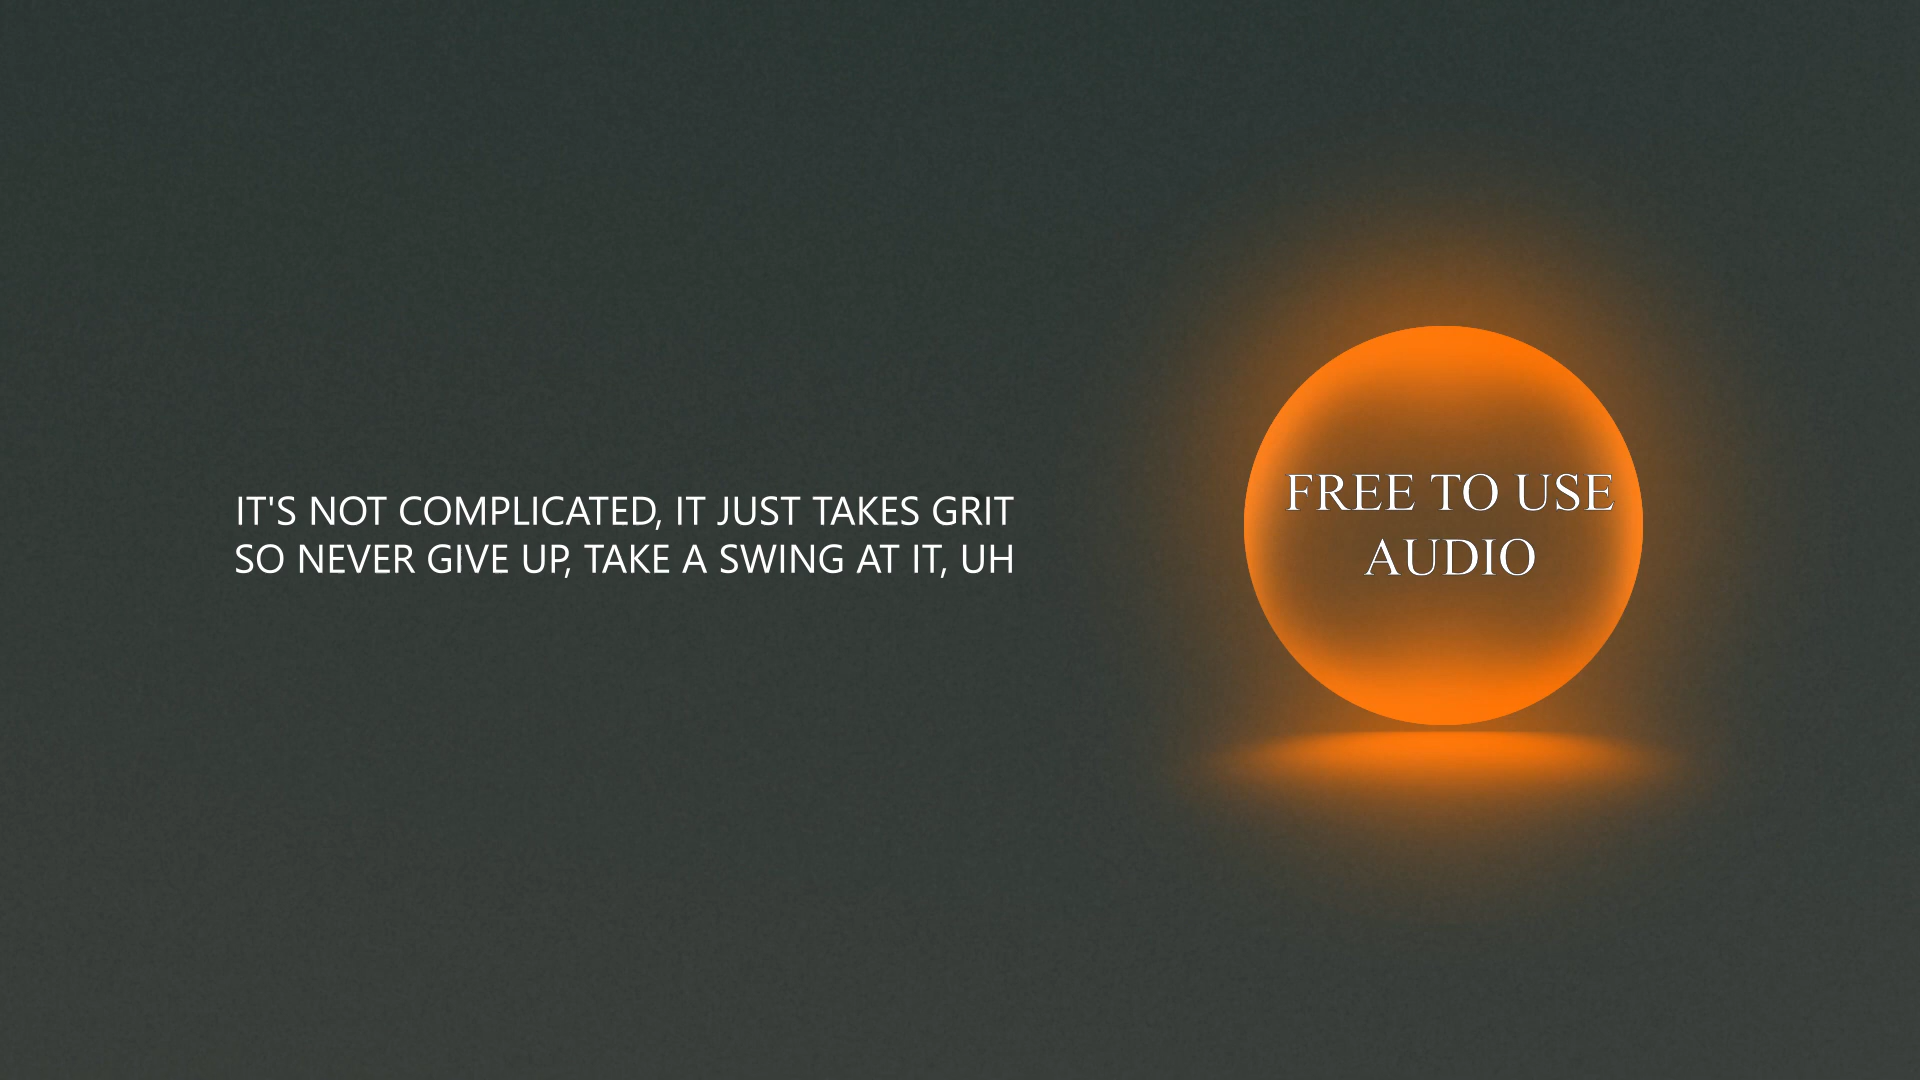 IT'S NOT COMPLICATED, IT JUST TAKES GRIT
SO NEVER GIVE UP, TAKE A SWING AT IT, UH
FREE TO USE
AUDIO